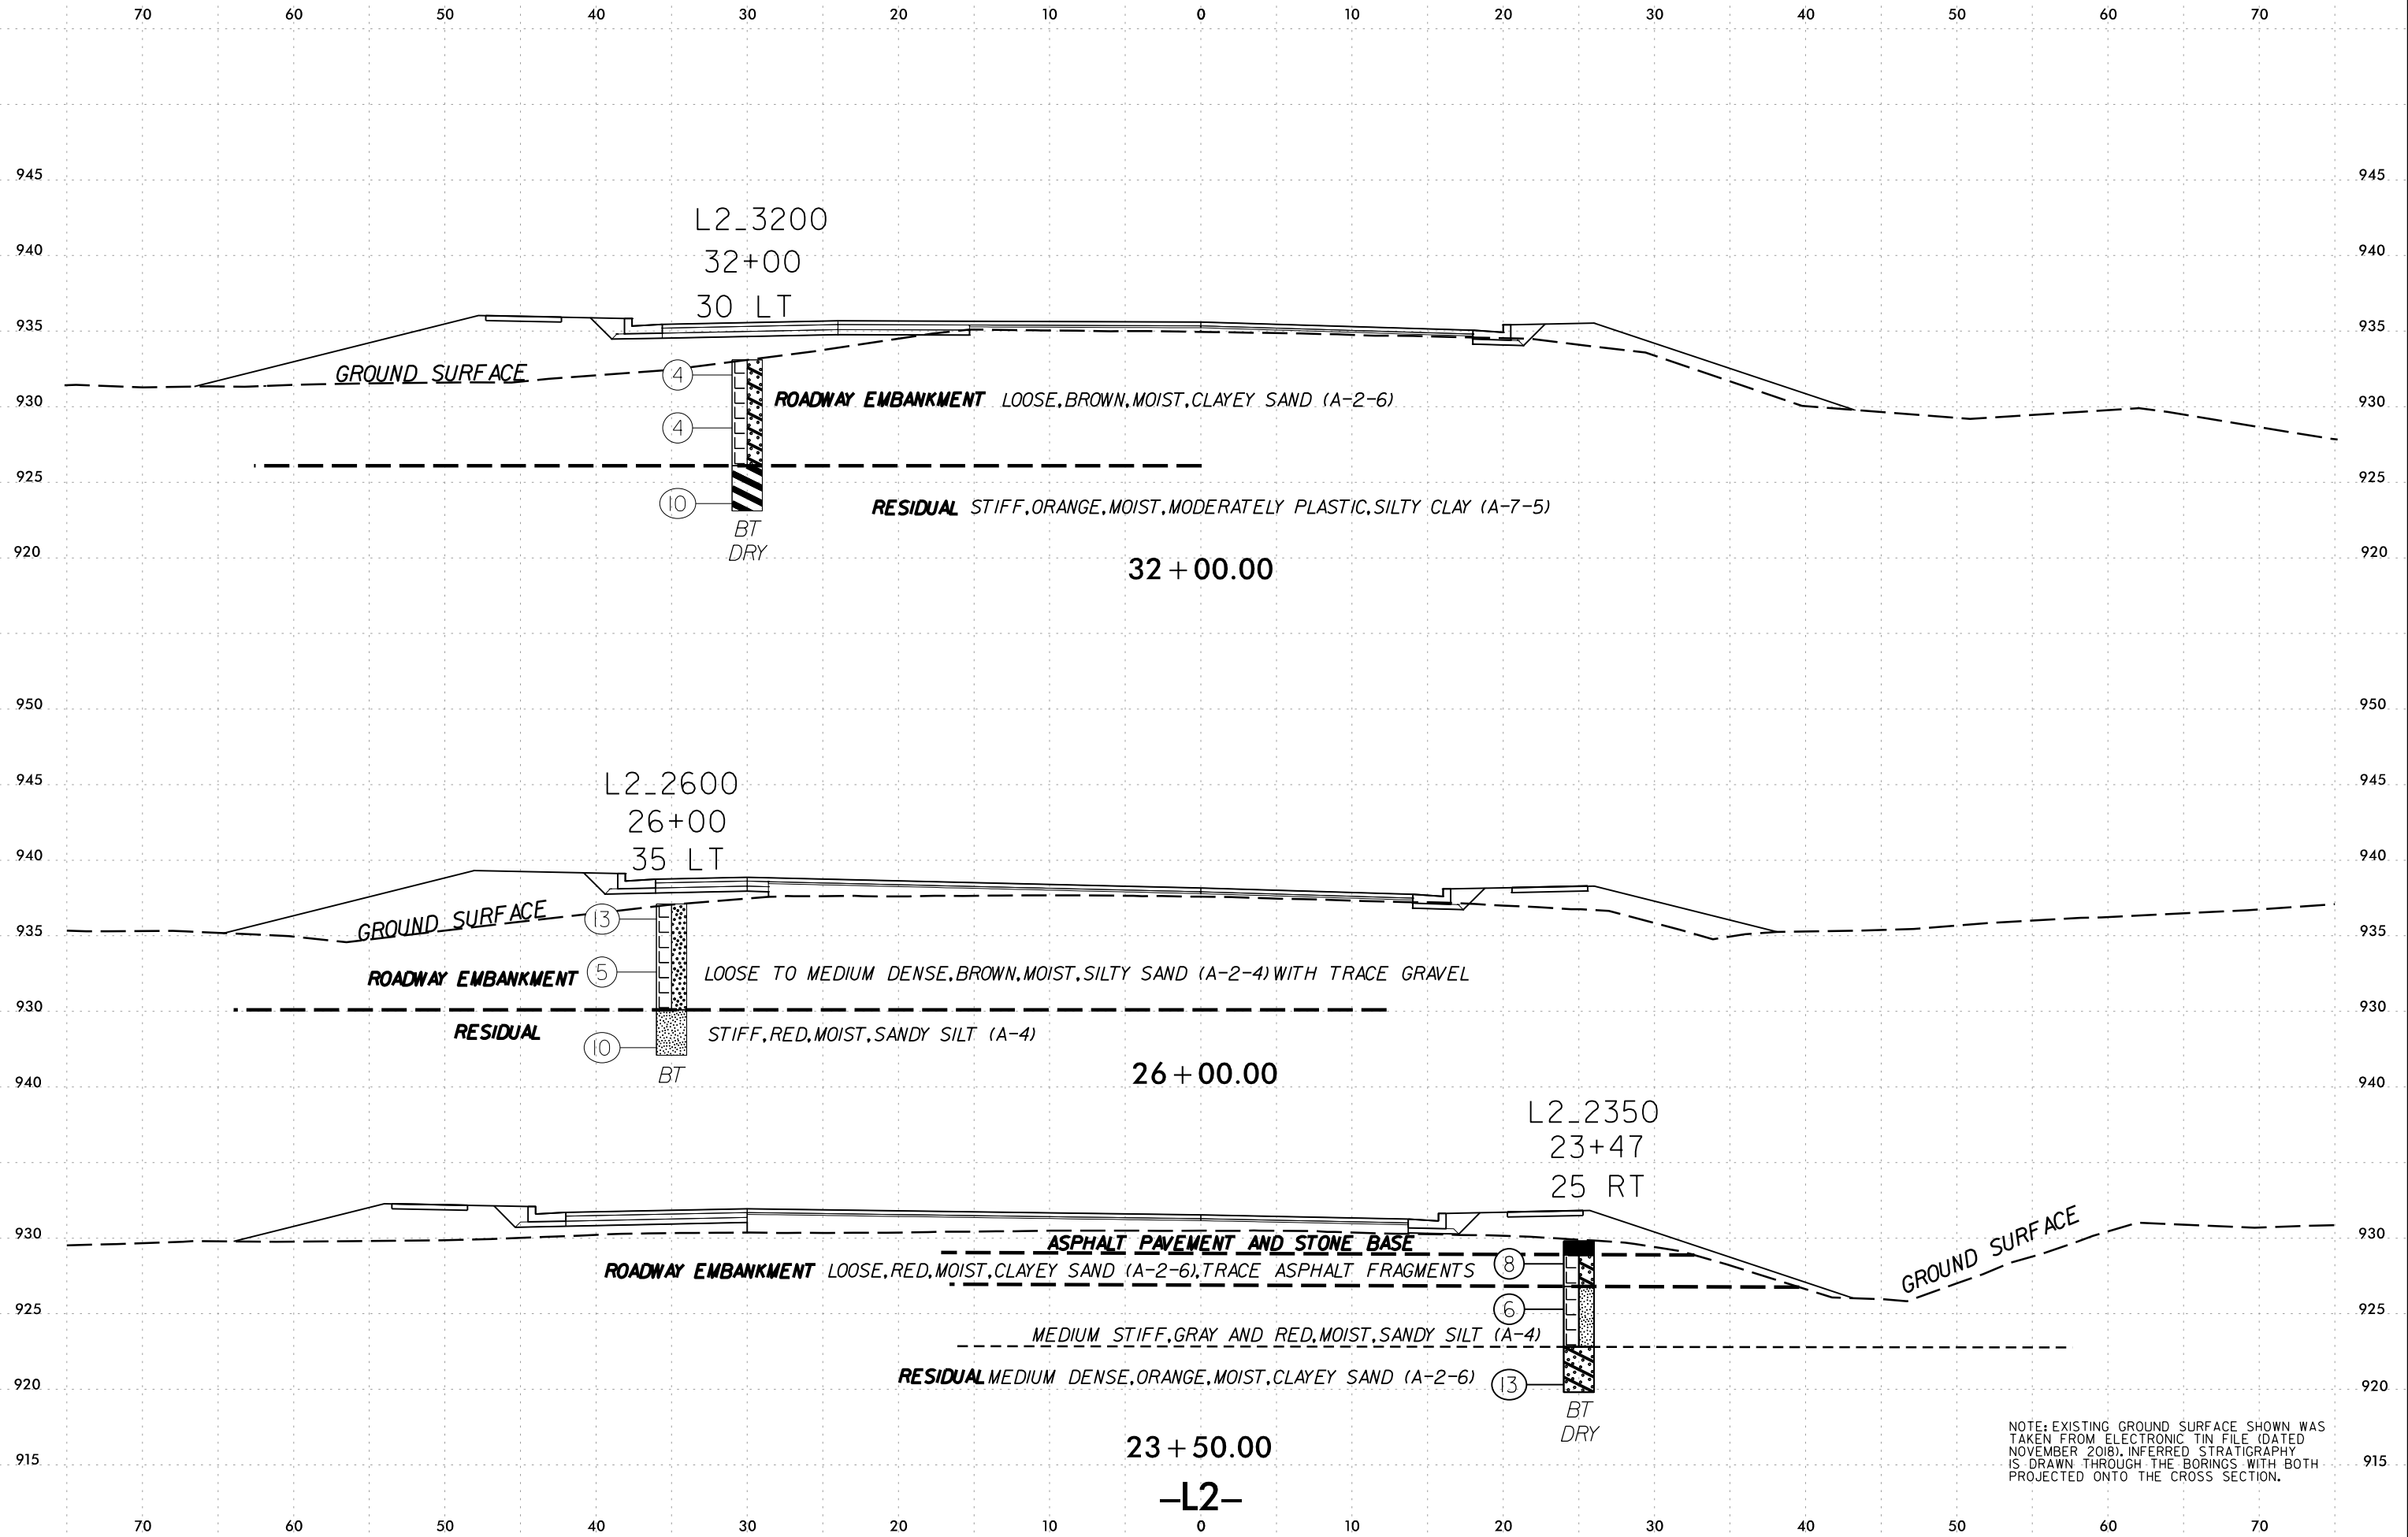 70 60 50 40 30 20 10 0 10 20 30 40 50 60 70
945 945
L2_3200
940 32+00 940
30 LT
935 935
GROUND SURFACE
4
930 ROADWAY EMBANKMENT LOOSE,BROWN,MOIST,CLAYEY SAND (A-2-6) 930
4
925 925
10 RESIDUAL STIFF,ORANGE,MOIST,MODERATELY PLASTIC,SILTY CLAY (A-7-5)
BT
920 DRY 920
32+00.00
950 950
L2_2600
945 945
26+00
940 35 LT 940
GROUND SURFACE 13
935 935
ROADWAY EMBANKMENT 5 LOOSE TO MEDIUM DENSE,BROWN,MOIST,SILTY SAND (A-2-4) WITH TRACE GRAVEL
930 930
RESIDUAL STIFF,RED,MOIST,SANDY SILT (A-4)
10
BT 26+00.00
940 940
L2_2350
23+47
25 RT
GROUND SURFACE
930 930
ASPHALT PAVEMENT AND STONE BASE
ROADWAY EMBANKMENT LOOSE,RED,MOIST,CLAYEY SAND (A-2-6),TRACE ASPHALT FRAGMENTS 8
925 6 925
MEDIUM STIFF,GRAY AND RED,MOIST,SANDY SILT (A-4)
RESIDUAL MEDIUM DENSE,ORANGE,MOIST,CLAYEY SAND (A-2-6) 13
920 920
BT
DRY
23+50.00
915 915
NOTE: EXISTING GROUND SURFACE SHOWN WAS
TAKEN FROM ELECTRONIC TIN FILE (DATED
NOVEMBER 2018). INFERRED STRATIGRAPHY
IS DRAWN THROUGH THE BORINGS WITH BOTH
PROJECTED ONTO THE CROSS SECTION.
–L2–
70 60 50 40 30 20 10 0 10 20 30 40 50 60 70